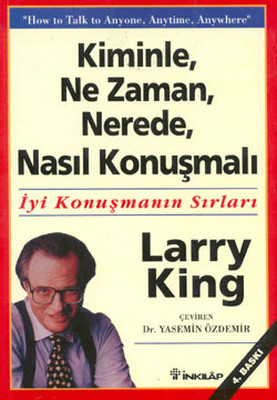 "How to Talk to Anyone, Anytime, Anywhere"
Kiminle,
Ne Zaman,
Nerede,
Nasıl Konuşmalı
İyi Konuşmanın Sırları
Larry
King
ÇEVİREN
Dr. YASEMİN ÖZDEMİR
İNKILÂP
4. BASKI